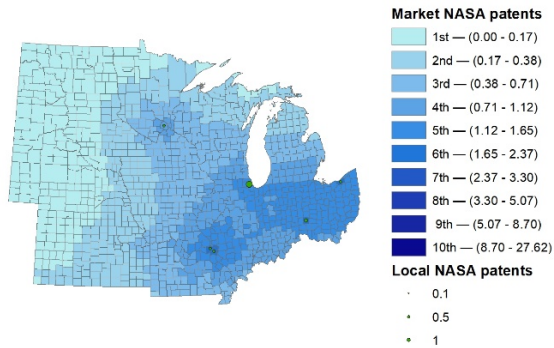 Market NASA patents
1st — (0.00 - 0.17)
2nd — (0.17 - 0.38)
3rd — (0.38 - 0.71)
4th — (0.71 - 1.12)
5th — (1.12 - 1.65)
6th — (1.65 - 2.37)
7th — (2.37 - 3.30)
8th — (3.30 - 5.07)
9th — (5.07 - 8.70)
10th — (8.70 - 27.62)
Local NASA patents
0.1
0.5
1